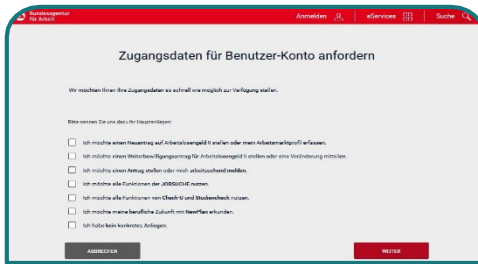 Bundesagentur
für Arbeit
Anmelden
eServices
Suche
Zugangsdaten für Benutzer-Konto anfordern
Wir möchten Ihnen Ihre Zugangsdaten so schnell wie möglich zur Verfügung stellen.
Bitte nennen Sie uns dazu Ihr Hauptanliegen:
Ich möchte einen Neuantrag auf Arbeitslosengeld II stellen oder mein Arbeitsmarktprofil erfassen.
Ich möchte einen Weiterbewilligungsantrag für Arbeitslosengeld II stellen oder eine Veränderung mitteilen.
Ich möchte einen Antrag stellen oder mich arbeitsuchend melden.
Ich möchte alle Funktionen der JOBSUCHE nutzen.
Ich möchte alle Funktionen von Check-U und Studiencheck nutzen.
Ich möchte meine berufliche Zukunft mit NewPlan erkunden.
Ich habe kein konkretes Anliegen.
ABBRECHEN
WEITER